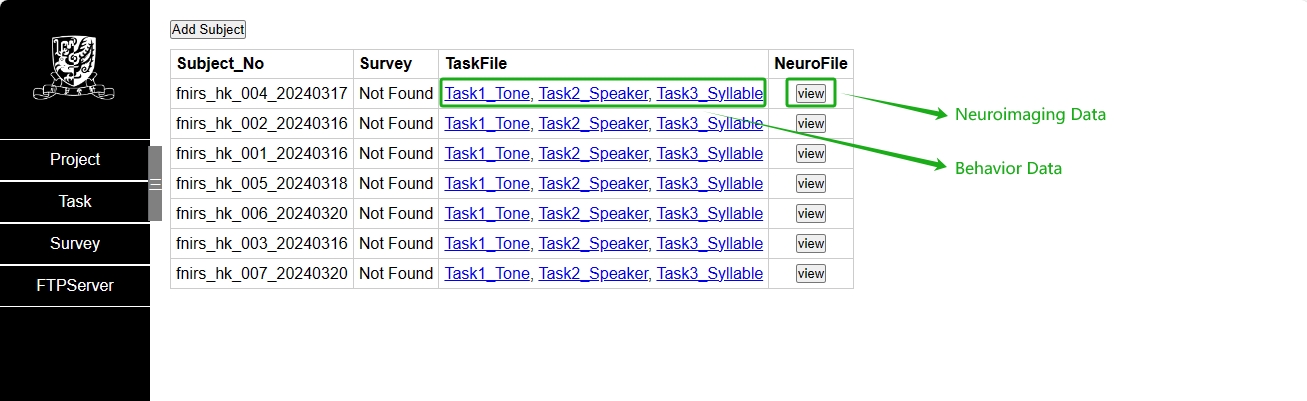 Add Subject
Subject_No Survey TaskFile NeuroFile
fnirs_hk_004_20240317 Not Found Task1_Tone, Task2_Speaker, Task3_Syllable view
Neuroimaging Data
fnirs_hk_002_20240316 Not Found Task1_Tone, Task2_Speaker, Task3_Syllable view
Project
fnirs_hk_001_20240316 Not Found Task1_Tone, Task2_Speaker, Task3_Syllable view
Behavior Data
fnirs_hk_005_20240318 Not Found Task1_Tone, Task2_Speaker, Task3_Syllable view
Task
fnirs_hk_006_20240320 Not Found Task1_Tone, Task2_Speaker, Task3_Syllable view
Survey
fnirs_hk_003_20240316 Not Found Task1_Tone, Task2_Speaker, Task3_Syllable view
fnirs_hk_007_20240320 Not Found Task1_Tone, Task2_Speaker, Task3_Syllable view
FTPServer